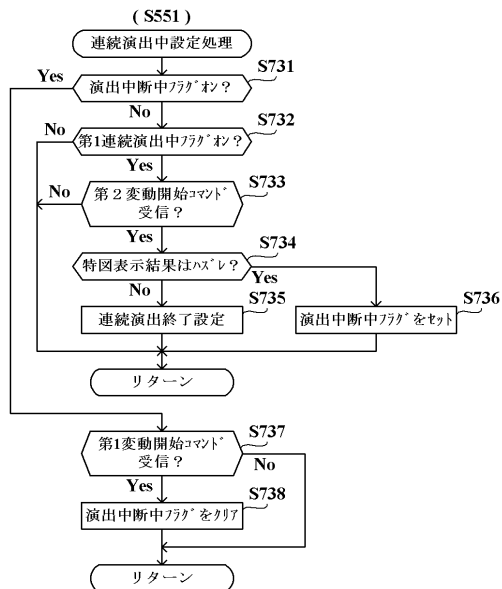 ( S551 )
連続演出中設定処理
S731
Yes
演出中断中フラグオン？
No
S732
No
第1連続演出中フラグオン？
Yes
S733
No
第２変動開始コマンド
受信？
Yes
S734
特図表示結果はハズレ？
Yes
No
S735
S736
連続演出終了設定
演出中断中フラグをセット
リターン
S737
第1変動開始コマンド
受信？
No
Yes
S738
演出中断中フラグをクリア
リターン